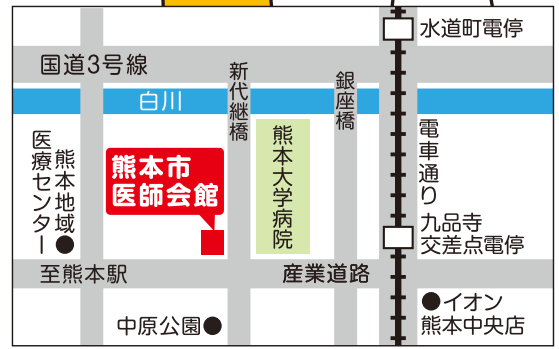 水道町電停
国道3号線
新代継橋
銀座橋
白川
電車通り
熊本地域
医療センター
熊本市
医師会館
熊本大学病院
九品寺
交差点電停
至熊本駅
産業道路
イオン
熊本中央店
中原公園